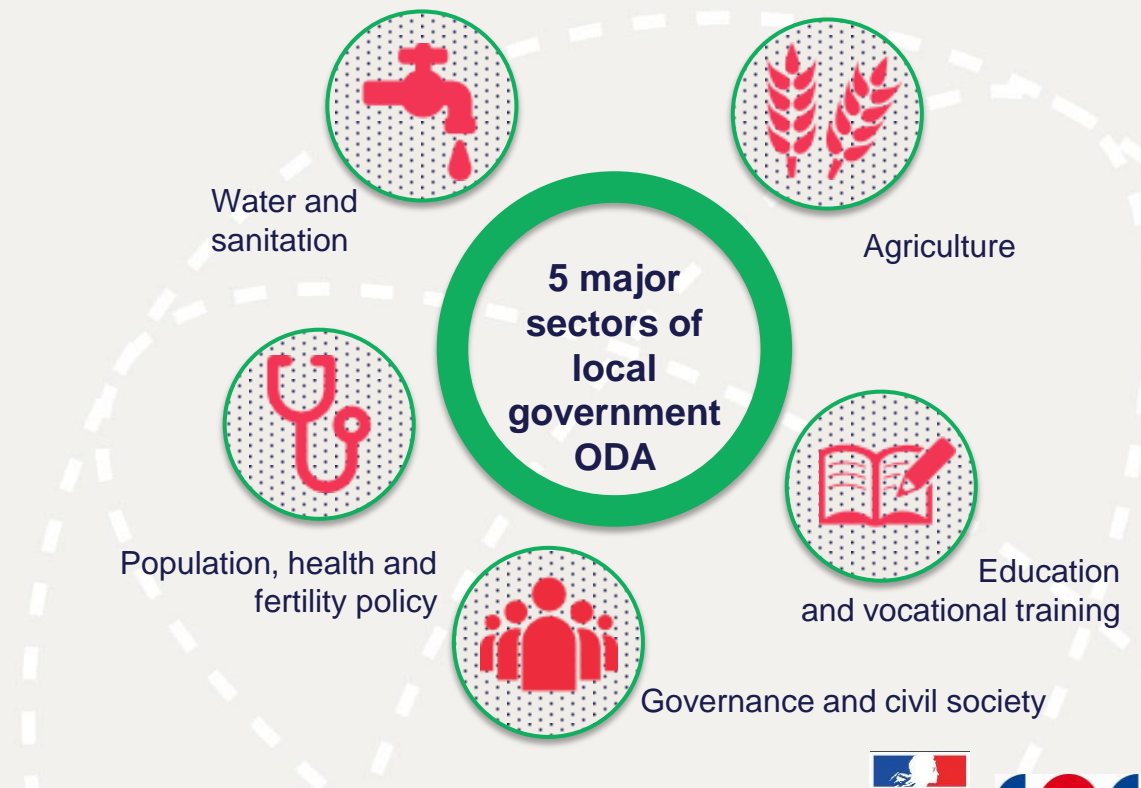 Water and
sanitation
Agriculture
5 major
sectors of
local
government
ODA
Population, health and
fertility policy
Education
and vocational training
Governance and civil society